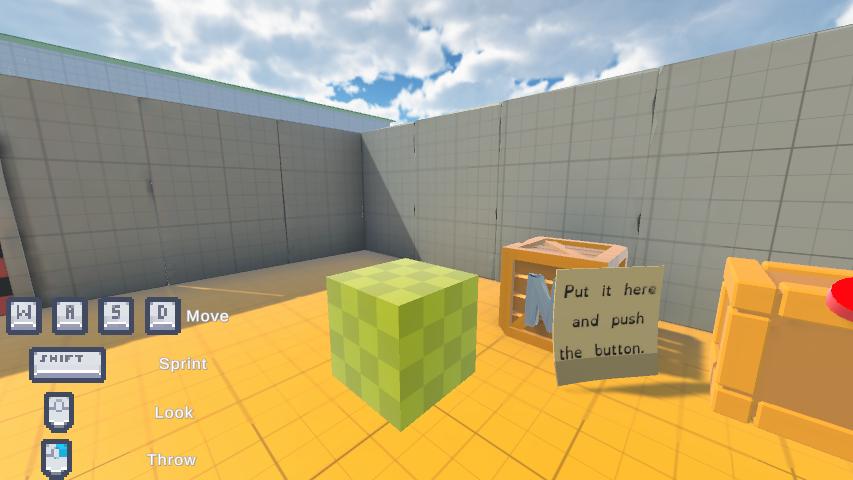 Put it here
and push
the button.
N
W A S D Move
SHIFT Sprint
Look
Throw